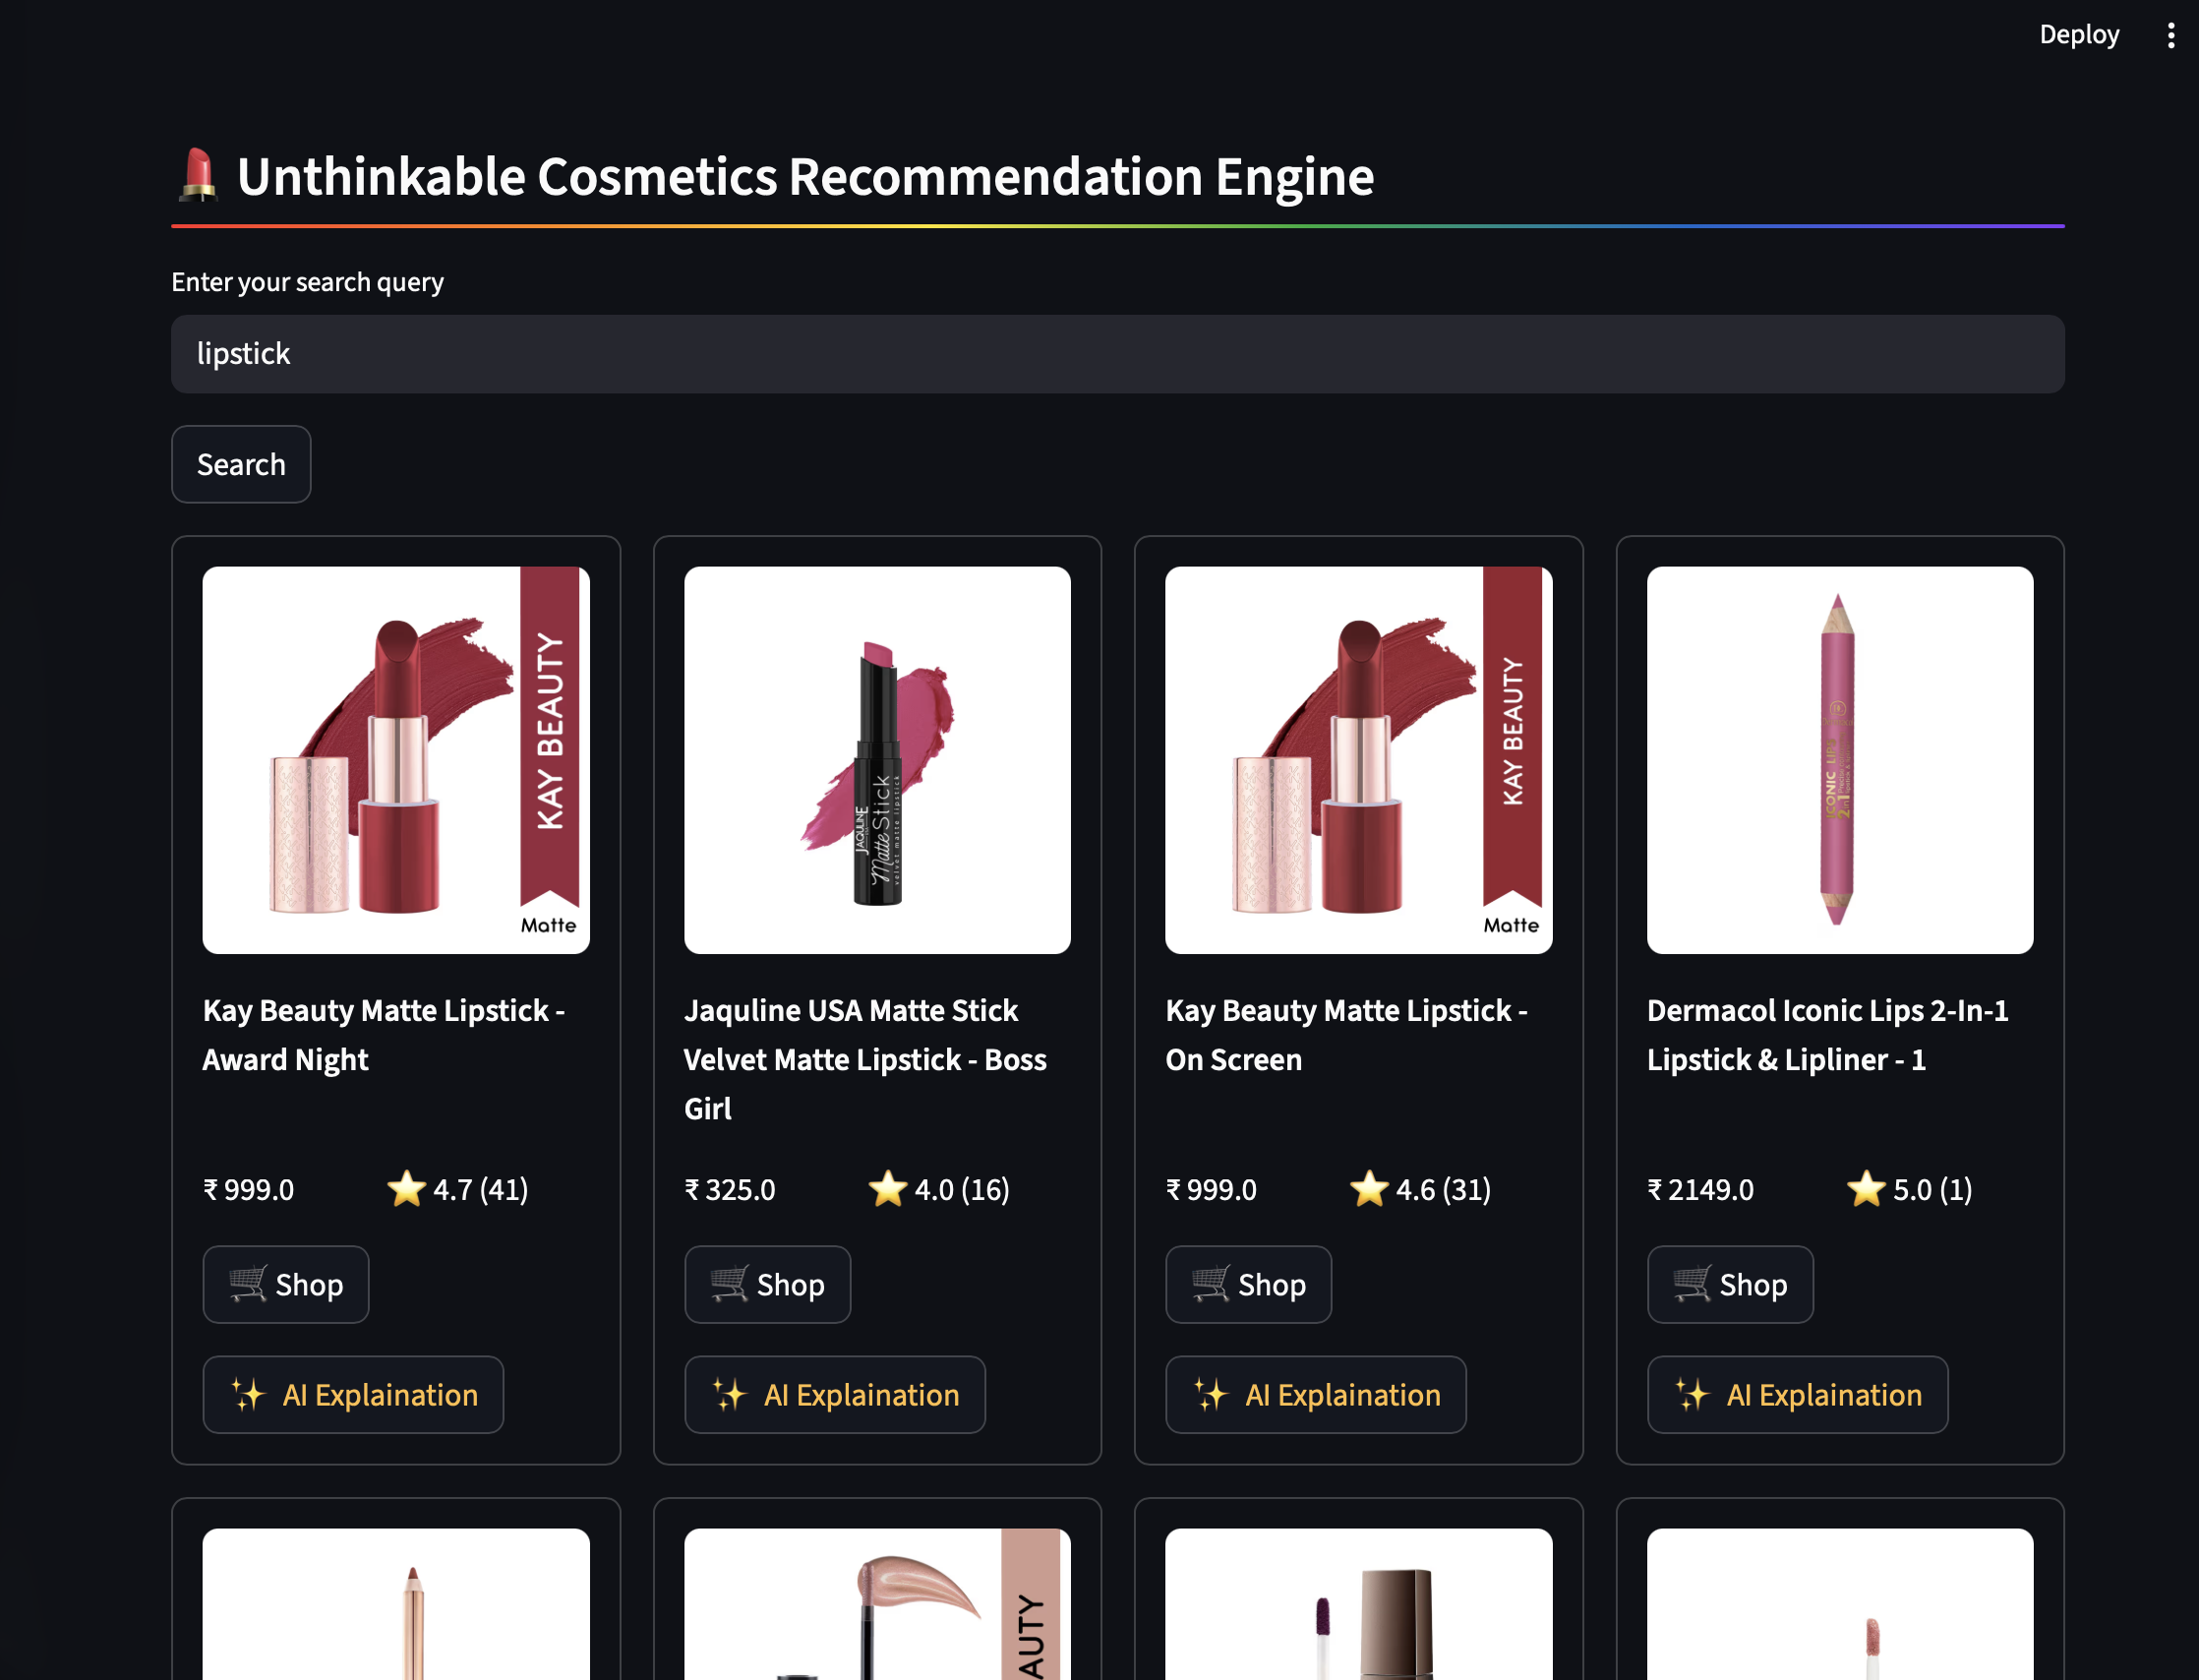 Deploy
Unthinkable Cosmetics Recommendation Engine
Enter your search query
lipstick
Search
KAY BEAUTY
Matte
JAQULINE
Matte Stick
velvet matte lipstick
KAY BEAUTY
Matte
ICONIC LIPS
2in1
Kay Beauty Matte Lipstick -
Award Night
Jaquline USA Matte Stick
Velvet Matte Lipstick - Boss
Girl
Kay Beauty Matte Lipstick -
On Screen
Dermacol Iconic Lips 2-In-1
Lipstick & Lipliner - 1
₹ 999.0
4.7 (41)
₹ 325.0
4.0 (16)
₹ 999.0
4.6 (31)
₹ 2149.0
5.0 (1)
Shop
Shop
Shop
Shop
AI Explaination
AI Explaination
AI Explaination
AI Explaination
AUTY